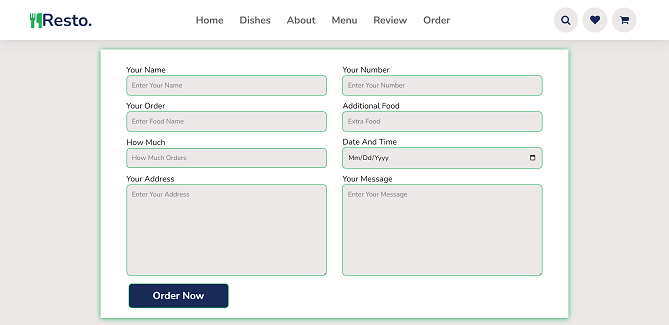 Resto.
Home Dishes About Menu Review Order
Your Name Your Number
Enter Your Name Enter Your Number
Your Order Additional Food
Enter Food Name Extra Food
How Much Date And Time
How Much Orders Mm/Dd/Yyyy
Your Address Your Message
Enter Your Address Enter Your Message
Order Now